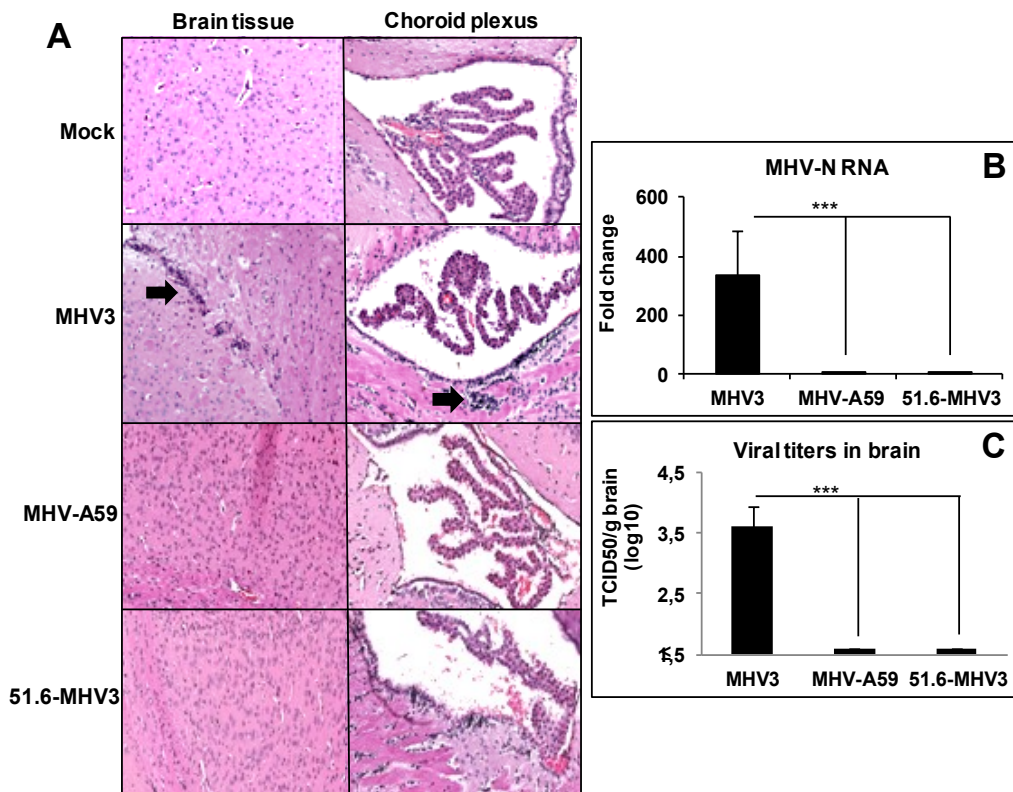 A
Brain tissue
Choroid plexus
Mock
MHV3
MHV-A59
51.6-MHV3
B
MHV-N RNA
Fold change
600
400
200
0
***
MHV3
MHV-A59
51.6-MHV3
C
Viral titers in brain
TCID50/g brain
(log10)
4,5
3,5
2,5
1,5
***
MHV3
MHV-A59
51.6-MHV3